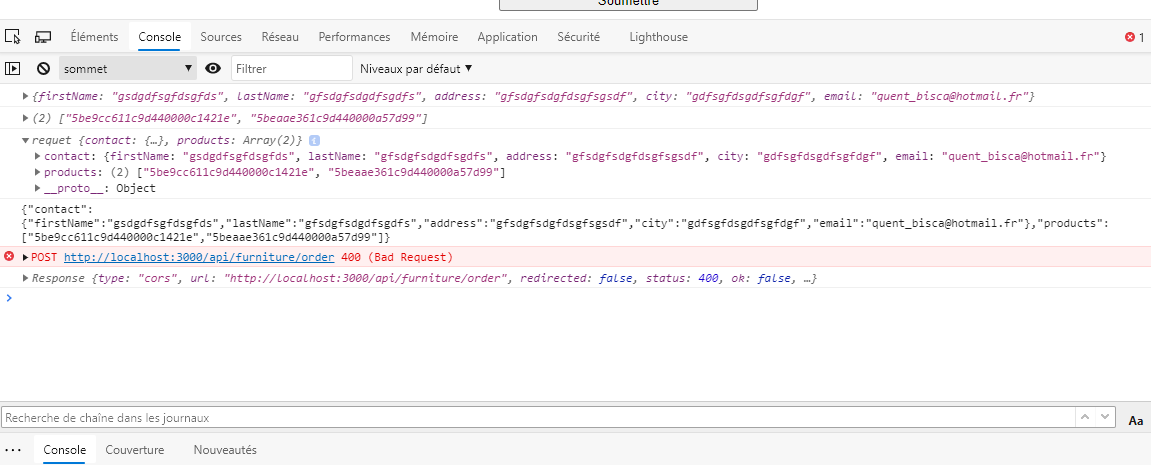 Soumettre
Éléments Console Sources Réseau Performances Mémoire Application Sécurité Lighthouse 1
sommet Filtrer Niveaux par défaut
{firstName: "gsdgdfsgfdsgfds", lastName: "gfsdgfsdgdfsgdfs", address: "gfsdgfsdgfdsgfsgsdf", city: "gdfsgfdsgdfsgfdgf", email: "quent_bisca@hotmail.fr"}
(2) ["5be9cc611c9d440000c1421e", "5beaae361c9d440000a57d99"]
requet {contact: {…}, products: Array(2)} i
contact: {firstName: "gsdgdfsgfdsgfds", lastName: "gfsdgfsdgdfsgdfs", address: "gfsdgfsdgfdsgfsgsdf", city: "gdfsgfdsgdfsgfdgf", email: "quent_bisca@hotmail.fr"}
products: (2) ["5be9cc611c9d440000c1421e", "5beaae361c9d440000a57d99"]
__proto__: Object
{"contact":
{"firstName":"gsdgdfsgfdsgfds","lastName":"gfsdgfsdgdfsgdfs","address":"gfsdgfsdgfdsgfsgsdf","city":"gdfsgfdsgdfsgfdgf","email":"quent_bisca@hotmail.fr"},"products":
["5be9cc611c9d440000c1421e","5beaae361c9d440000a57d99"]}
POST http://localhost:3000/api/furniture/order 400 (Bad Request)
Response {type: "cors", url: "http://localhost:3000/api/furniture/order", redirected: false, status: 400, ok: false, …}
Recherche de chaîne dans les journaux Aa
Console Couverture Nouveautés